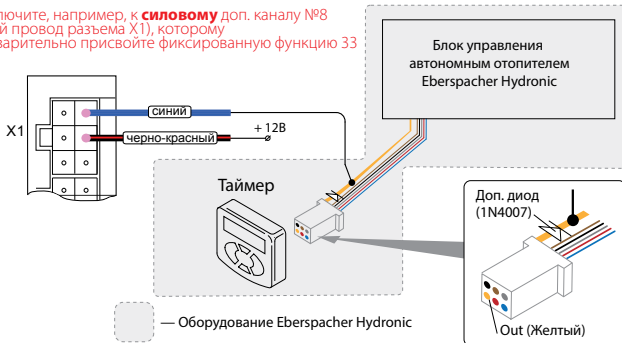 лючите, например, к силовому доп. каналу №8
й провод разъема X1), которому
варительно присвойте фиксированную функцию 33
Блок управления
автономным отопителем
Eberspacher Hydronic
X1
синий
черно-красный
+ 12В
Таймер
Доп. диод
(1N4007)
Out (Желтый)
— Оборудование Eberspacher Hydronic